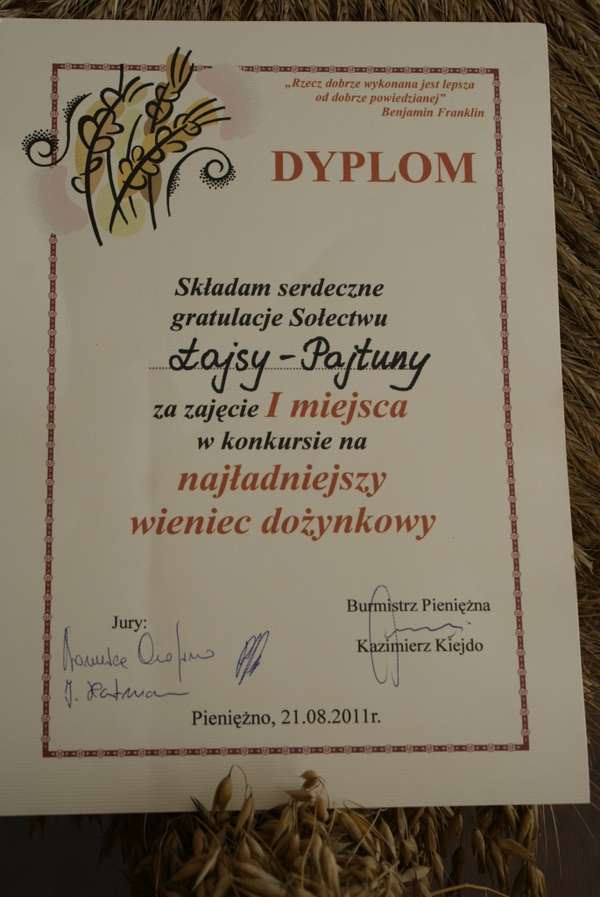 „Rzecz dobrze wykonana jest lepsza
od dobrze powiedzianej”
Benjamin Franklin
DYPLOM
Składam serdeczne
gratulacje Sołectwu
Łajsy-Pajtuny
za zajęcie I miejsca
w konkursie na
najładniejszy
wieniec dożynkowy
Jury:
Burmistrz Pieniężna
Kazimierz Kiejdo
Pieniężno, 21.08.2011r.